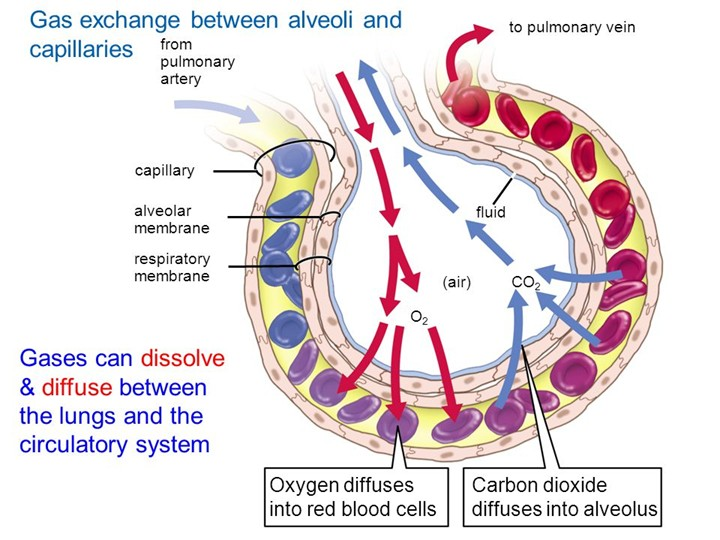 Gas exchange between alveoli and
capillaries
from
pulmonary
artery
to pulmonary vein
capillary
alveolar
membrane
respiratory
membrane
fluid
(air)
CO₂
O₂
Gases can dissolve
& diffuse between
the lungs and the
circulatory system
Oxygen diffuses
into red blood cells
Carbon dioxide
diffuses into alveolus